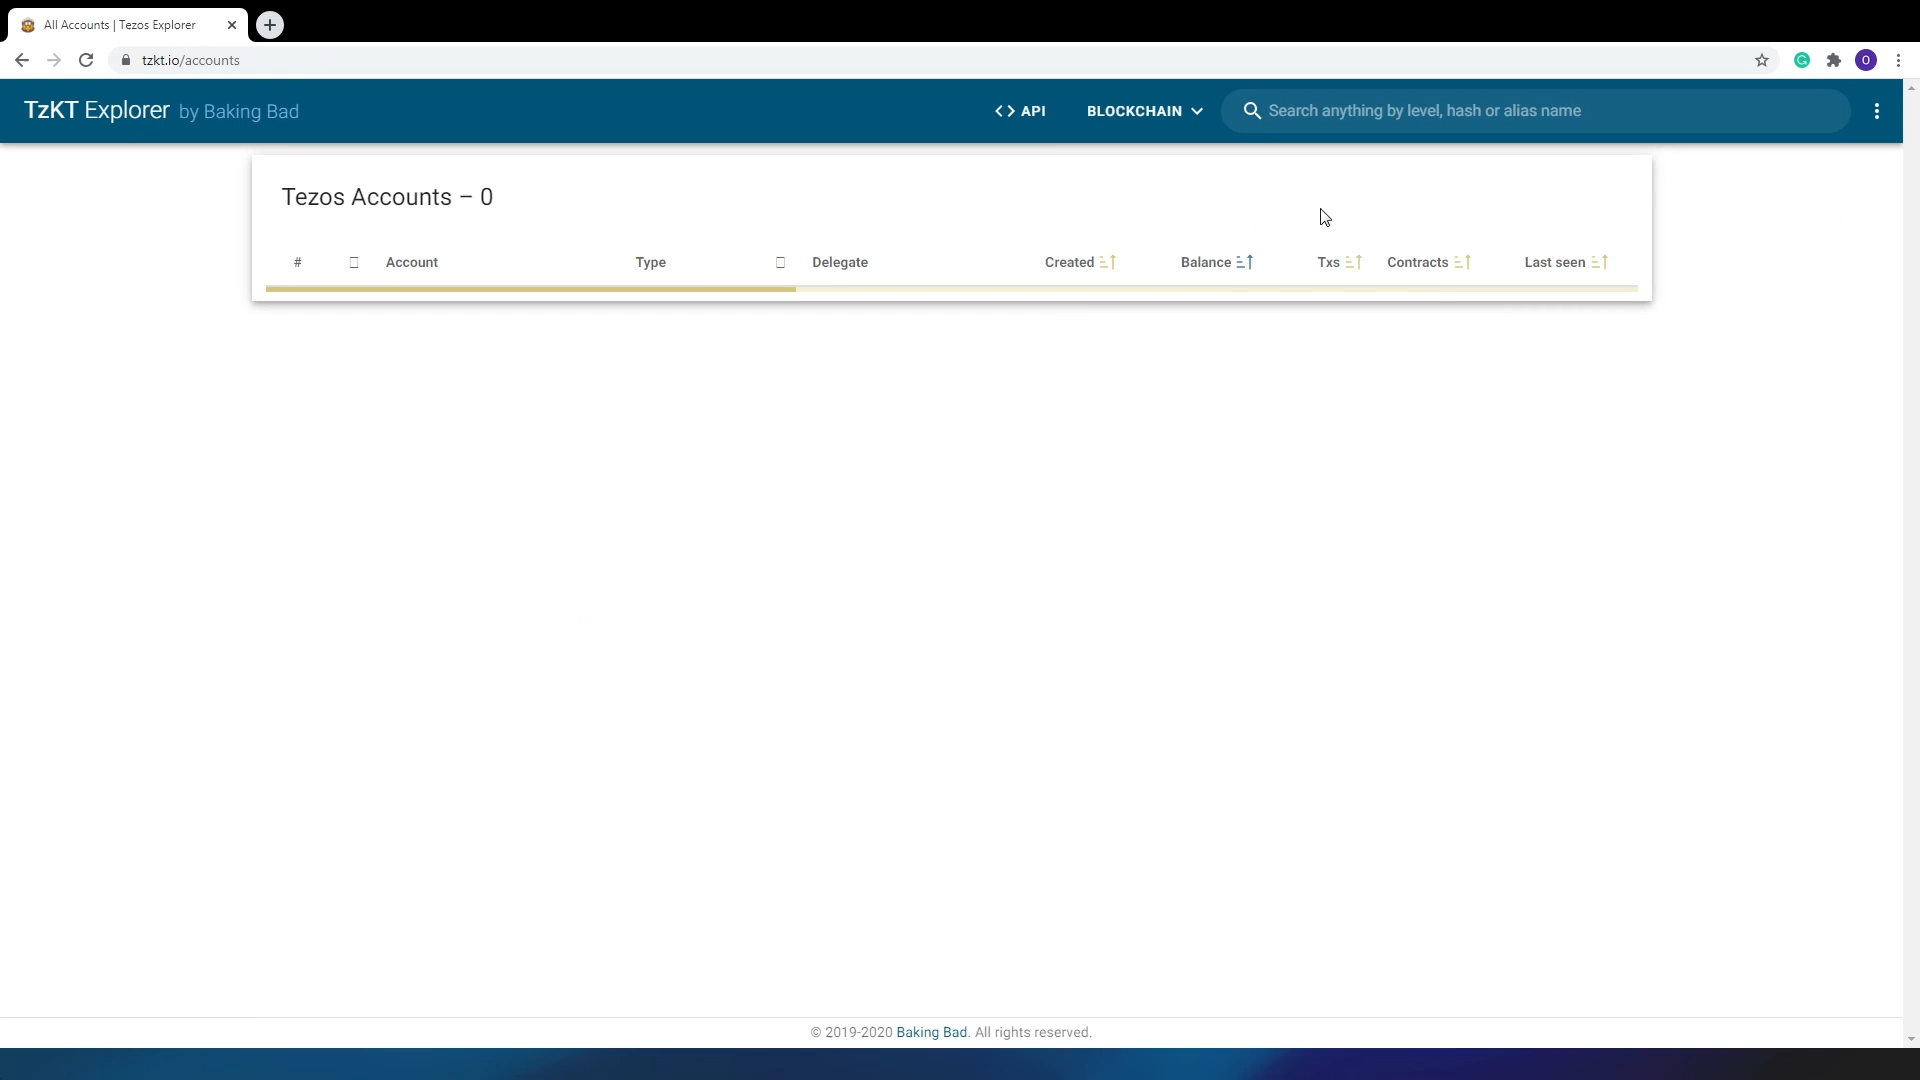 All Accounts | Tezos Explorer
tzkt.io/accounts
O
TzKT Explorer by Baking Bad
<> API
BLOCKCHAIN
Search anything by level, hash or alias name
Tezos Accounts – 0
# Account Type Delegate Created Balance Txs Contracts Last seen
© 2019-2020 Baking Bad. All rights reserved.